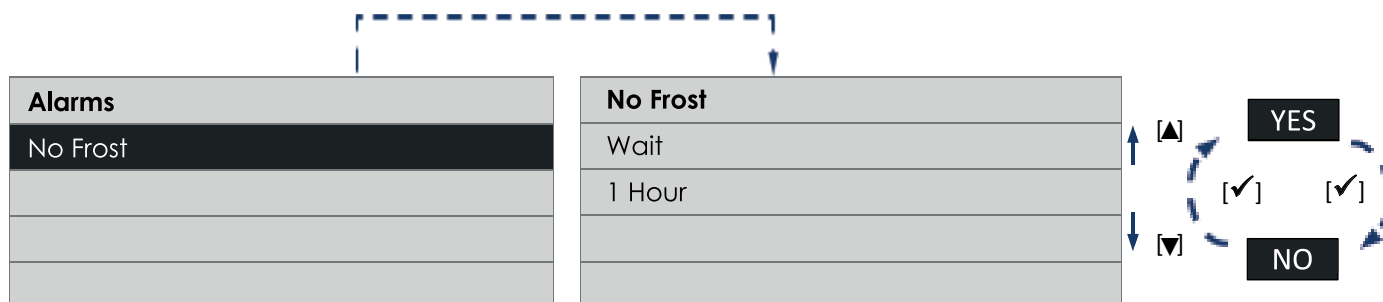 Alarms
No Frost
No Frost
Wait
1 Hour
[▲]
[▼]
YES
[✓] [✓]
NO